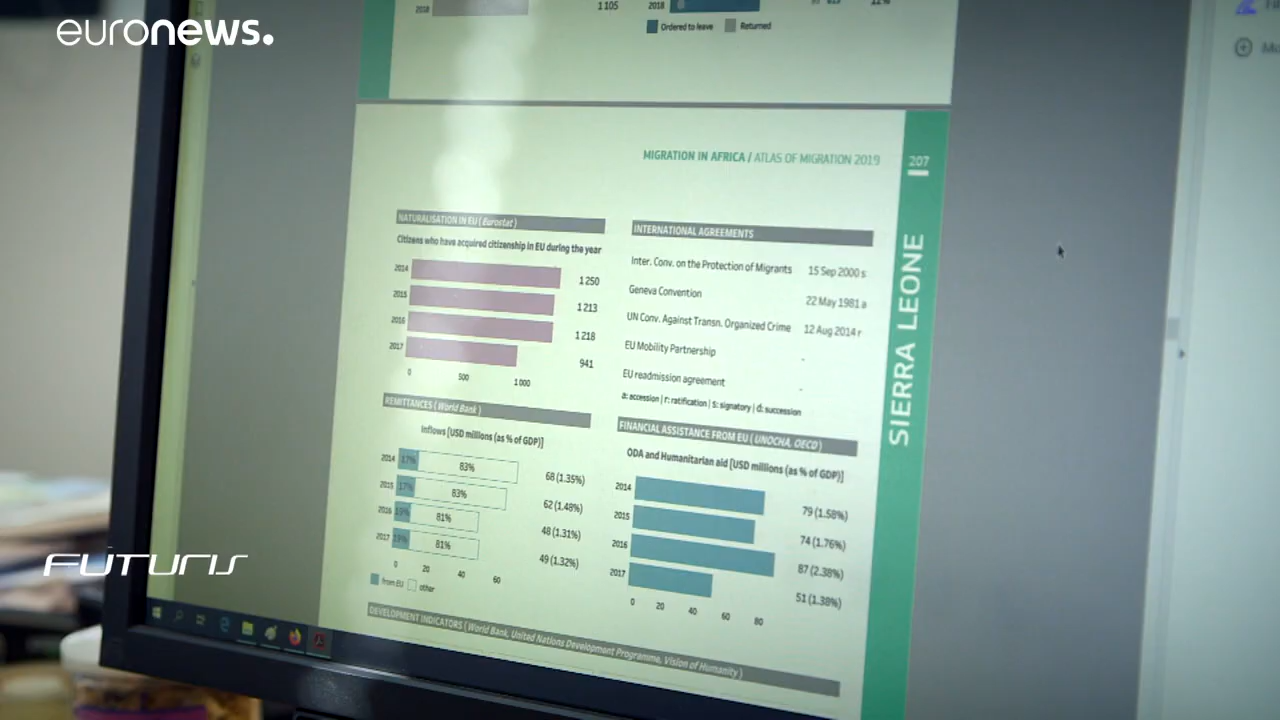 euronews.
2018
1 105
2018
12%
Ordered to leave
Returned
MIGRATION IN AFRICA / ATLAS OF MIGRATION 2019
207
SIERRA LEONE
NATURALISATION IN EU ( Eurostat )
Citizens who have acquired citizenship in EU during the year
2014 1 250
2015 1 213
2016 1 218
2017 941
0 500 1 000
INTERNATIONAL AGREEMENTS
Inter. Conv. on the Protection of Migrants 15 Sep 2000 s
Geneva Convention 22 May 1981 a
UN Conv. Against Transn. Organized Crime 12 Aug 2014 r
EU Mobility Partnership -
EU readmission agreement -
a: accession | r: ratification | s: signatory | d: succession
REMITTANCES ( World Bank )
Inflows [USD millions (as % of GDP)]
2014 17% 83% 68 (1.35%)
2015 17% 83% 62 (1.48%)
2016 19% 81% 48 (1.31%)
2017 19% 81% 49 (1.32%)
0 20 40 60
from EU other
FINANCIAL ASSISTANCE FROM EU ( UNOCHA, OECD )
ODA and Humanitarian aid [USD millions (as % of GDP)]
2014 79 (1.58%)
2015 74 (1.76%)
2016 87 (2.38%)
2017 51 (1.38%)
0 20 40 60 80
DEVELOPMENT INDICATORS ( World Bank, United Nations Development Programme, Vision of Humanity )
FUTURIS